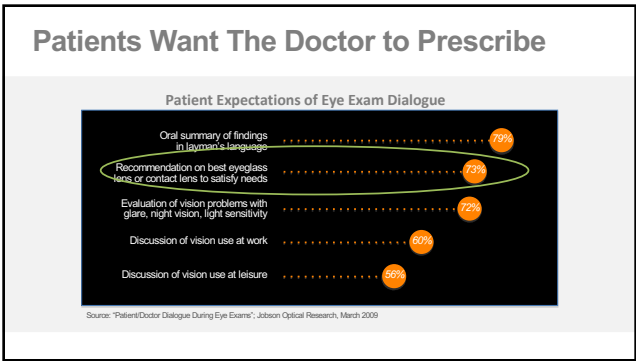 Patients Want The Doctor to Prescribe
Patient Expectations of Eye Exam Dialogue
Oral summary of findings
in layman's language
79%
Recommendation on best eyeglass
lens or contact lens to satisfy needs
73%
Evaluation of vision problems with
glare, night vision, light sensitivity
72%
Discussion of vision use at work
60%
Discussion of vision use at leisure
56%
Source: "Patient/Doctor Dialogue During Eye Exams"; Jobson Optical Research, March 2009